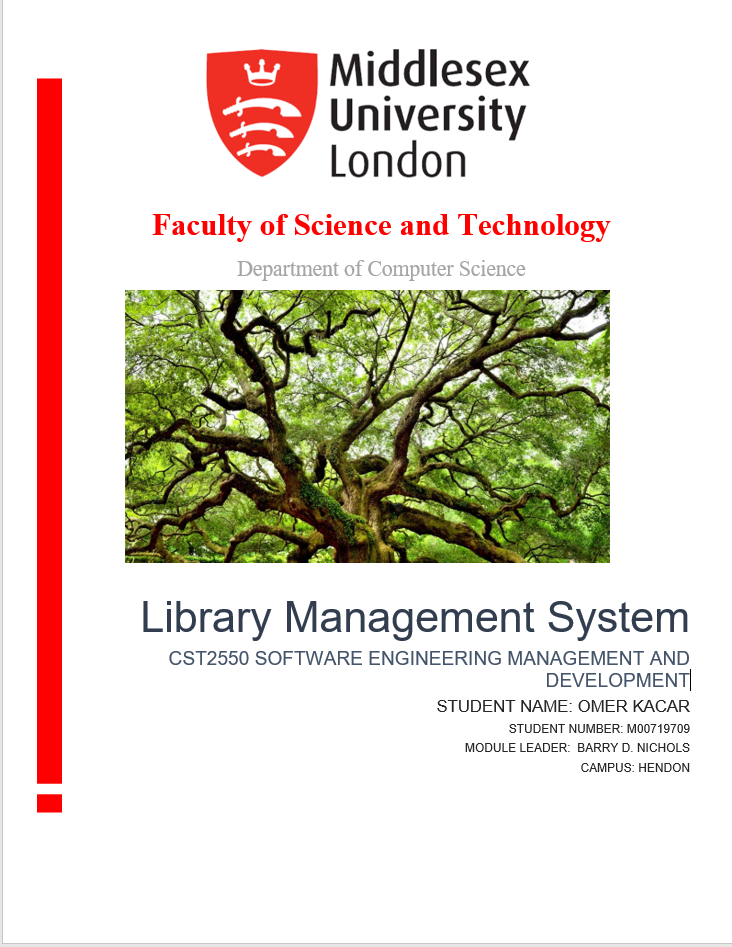 Middlesex
University
London
Faculty of Science and Technology
Department of Computer Science
Library Management System
CST2550 SOFTWARE ENGINEERING MANAGEMENT AND
DEVELOPMENT
STUDENT NAME: OMER KACAR
STUDENT NUMBER: M00719709
MODULE LEADER:  BARRY D. NICHOLS
CAMPUS: HENDON